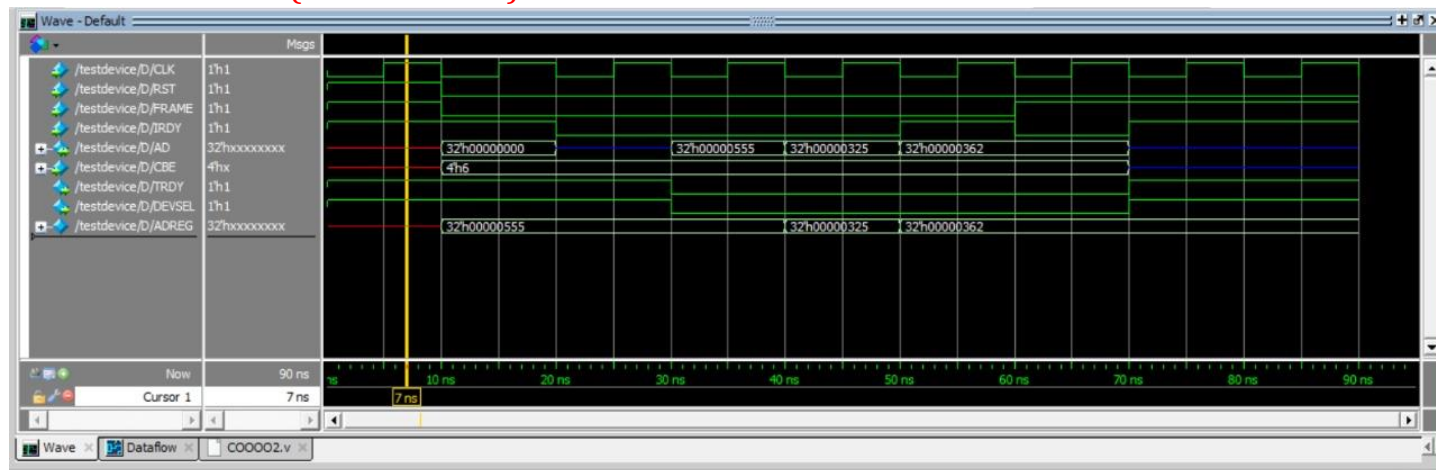 Wave - Default
Msgs
/testdevice/D/CLK 1'h1
/testdevice/D/RST 1'h1
/testdevice/D/FRAME 1'h1
/testdevice/D/IRDY 1'h1
/testdevice/D/AD 32'hxxxxxxxx 32'h00000000 32'h00000555 32'h00000325 32'h00000362
/testdevice/D/CBE 4'hx 4'h6
/testdevice/D/TRDY 1'h1
/testdevice/D/DEVSEL 1'h1
/testdevice/D/ADREG 32'hxxxxxxxx 32'h00000555 32'h00000325 32'h00000362
Now 90 ns ns 10 ns 20 ns 30 ns 40 ns 50 ns 60 ns 70 ns 80 ns 90 ns
Cursor 1 7 ns 7 ns
Wave Dataflow COOOO2.v